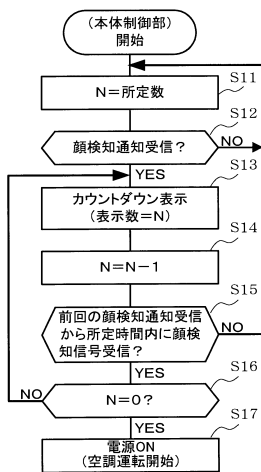 (本体制御部)
開始
S11
N=所定数
S12
顔検知通知受信?
NO
YES
S13
カウントダウン表示
(表示数=N)
S14
N=N-1
S15
前回の顔検知通知受信
から所定時間内に顔検
知信号受信?
NO
YES
S16
N=0?
NO
YES
S17
電源ON
(空調運転開始)